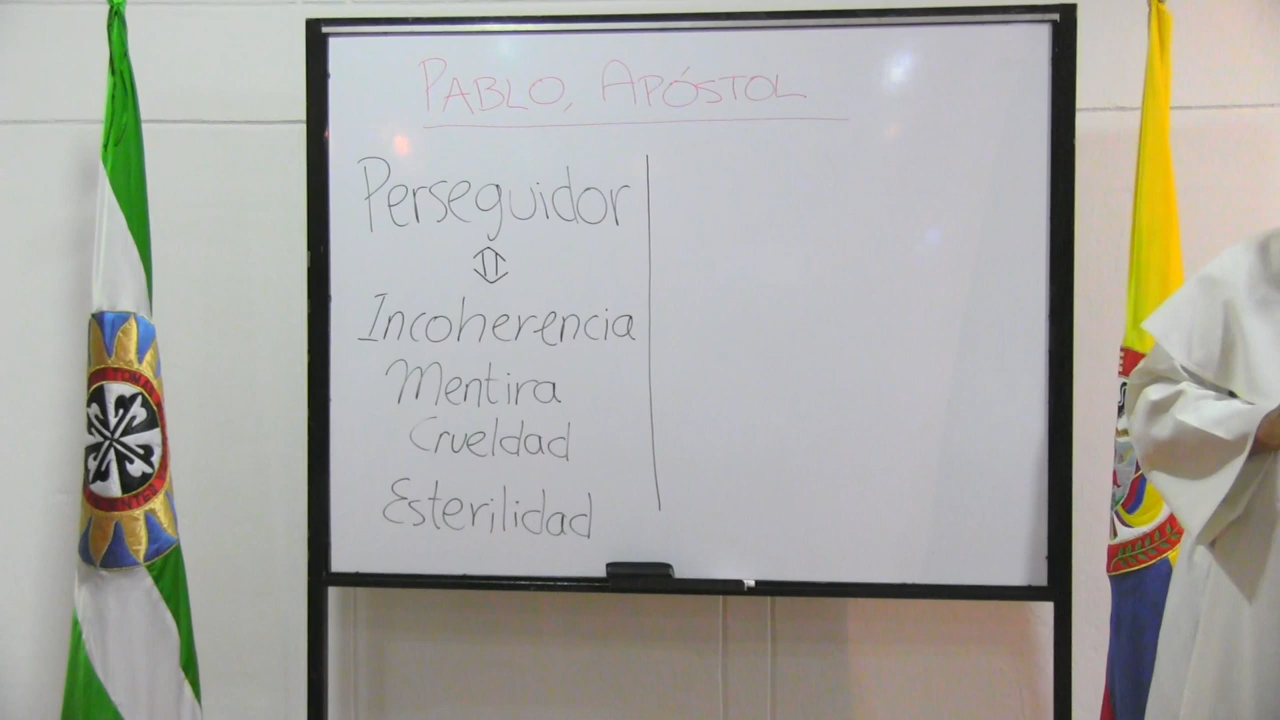 PABLO, APÓSTOL
Perseguidor
⇕
Incoherencia
Mentira
Crueldad
Esterilidad